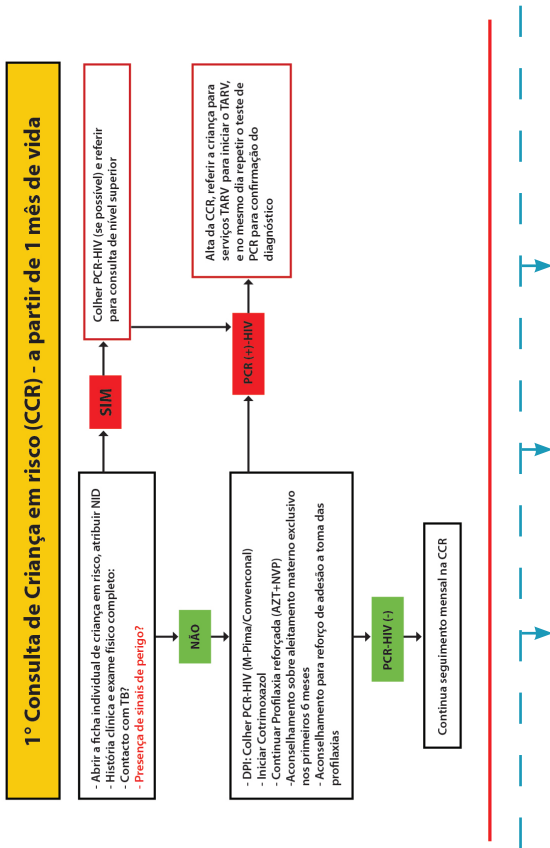 1° Consulta de Criança em risco (CCR) - a partir de 1 mês de vida
- Abrir a ficha individual de criança em risco, atribuir NID
- História clínica e exame físico completo:
- Contacto com TB?
- Presença de sinais de perigo?
SIM
Colher PCR-HIV (se possível) e referir
para consulta de nível superior
NÃO
- DPI: Colher PCR-HIV (M-Pima/Convenconal)
- Iniciar Cotrimoxazol
- Continuar Profilaxia reforçada (AZT+NVP)
-Aconselhamento sobre aleitamento materno exclusivo
nos primeiros 6 meses
- Aconselhamento para reforço de adesão a toma das
profilaxias
PCR (+)-HIV
Alta da CCR, referir a criança para
serviços TARV para iniciar o TARV,
e no mesmo dia repetir o teste de
PCR para confirmação do
diagnóstico
PCR-HIV (-)
Continua seguimento mensal na CCR